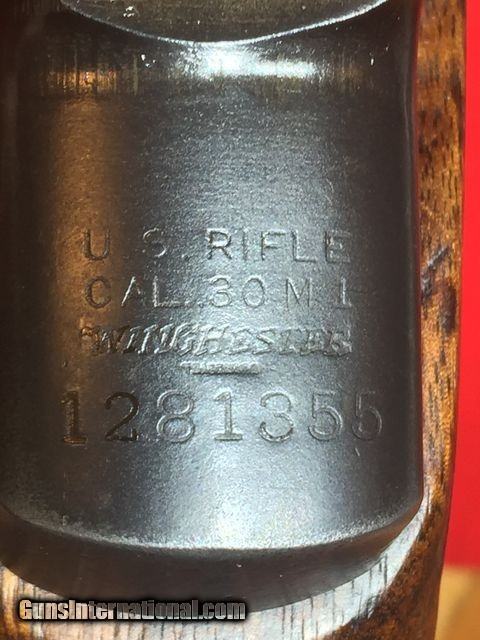 U.S. RIFLE
CAL. .30 M1
WINCHESTER
1281355
GunsInternational.com